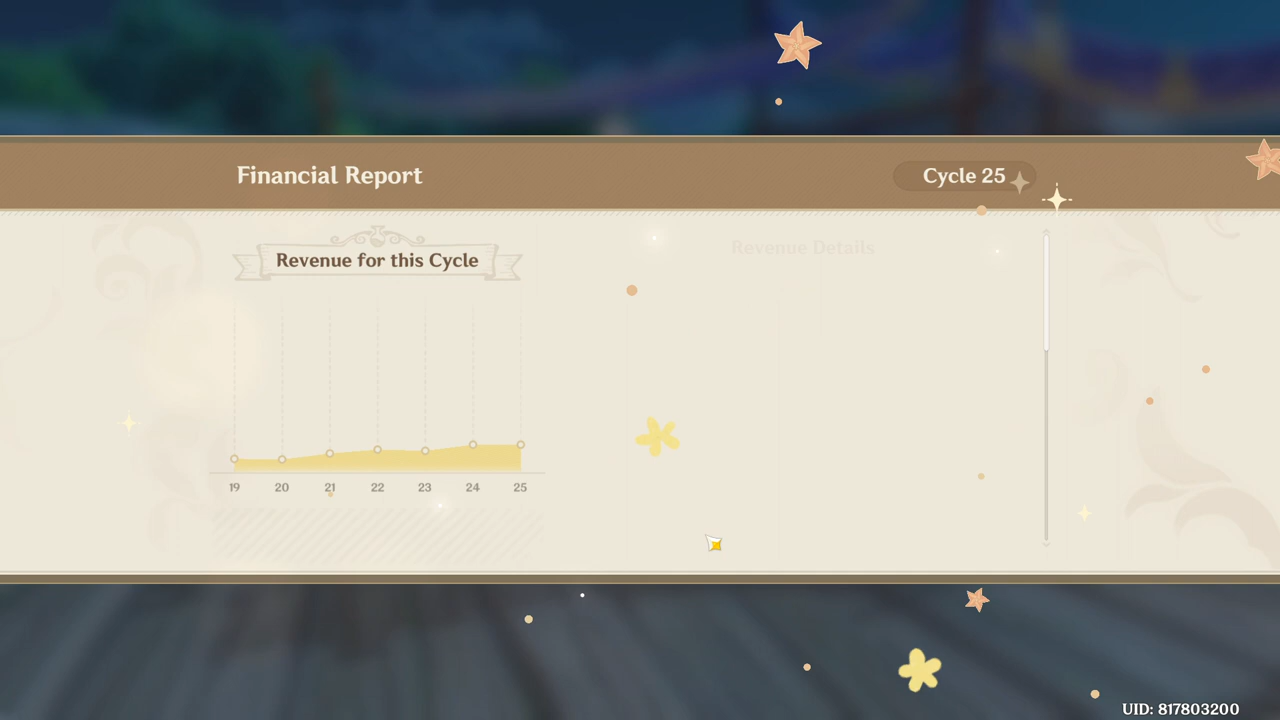 Financial Report
Cycle 25
Revenue for this Cycle
Revenue Details
19 20 21 22 23 24 25
UID: 817803200